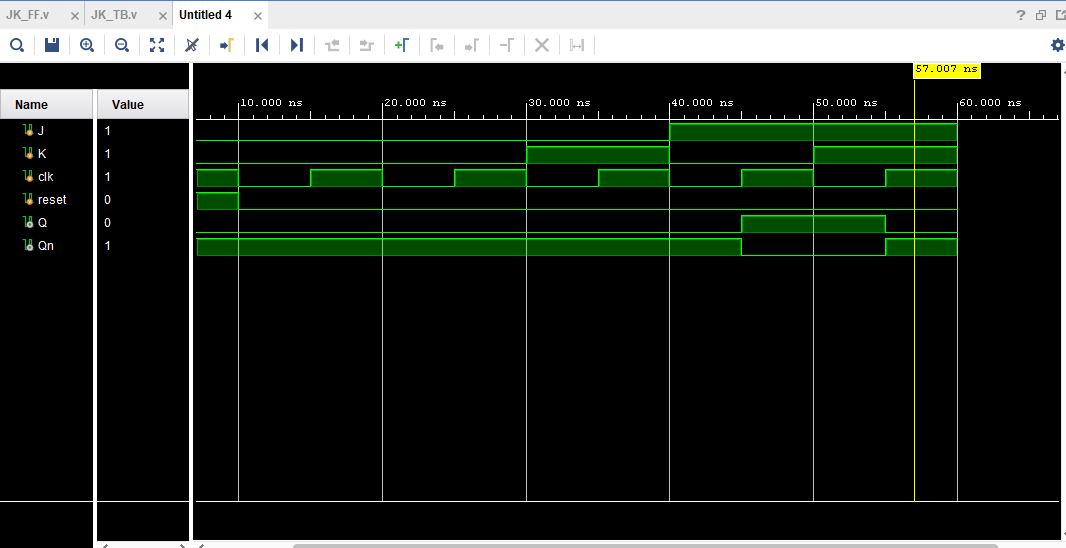 JK_FF.v × JK_TB.v × Untitled 4 × ?
57.007 ns
Name Value 10.000 ns 20.000 ns 30.000 ns 40.000 ns 50.000 ns 60.000 ns
J 1
K 1
clk 1
reset 0
Q 0
Qn 1